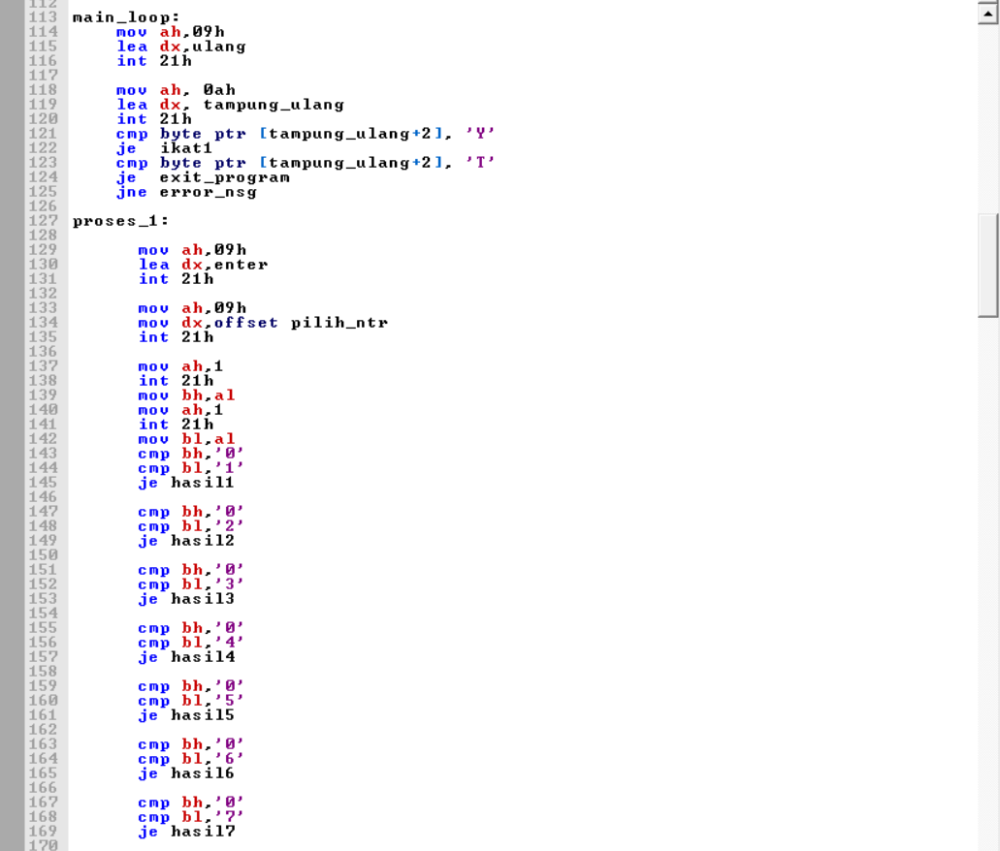 112
113 main_loop:
114 mov ah,09h
115 lea dx,ulang
116 int 21h
117
118 mov ah, 0ah
119 lea dx, tampung_ulang
120 int 21h
121 cmp byte ptr [tampung_ulang+2], 'Y'
122 je ikat1
123 cmp byte ptr [tampung_ulang+2], 'T'
124 je exit_program
125 jne error_nsg
126
127 proses_1:
128
129 mov ah,09h
130 lea dx,enter
131 int 21h
132
133 mov ah,09h
134 mov dx,offset pilih_ntr
135 int 21h
136
137 mov ah,1
138 int 21h
139 mov bh,al
140 mov ah,1
141 int 21h
142 mov bl,al
143 cmp bh,'0'
144 cmp bl,'1'
145 je hasil1
146
147 cmp bh,'0'
148 cmp bl,'2'
149 je hasil2
150
151 cmp bh,'0'
152 cmp bl,'3'
153 je hasil3
154
155 cmp bh,'0'
156 cmp bl,'4'
157 je hasil4
158
159 cmp bh,'0'
160 cmp bl,'5'
161 je hasil5
162
163 cmp bh,'0'
164 cmp bl,'6'
165 je hasil6
166
167 cmp bh,'0'
168 cmp bl,'7'
169 je hasil7
170